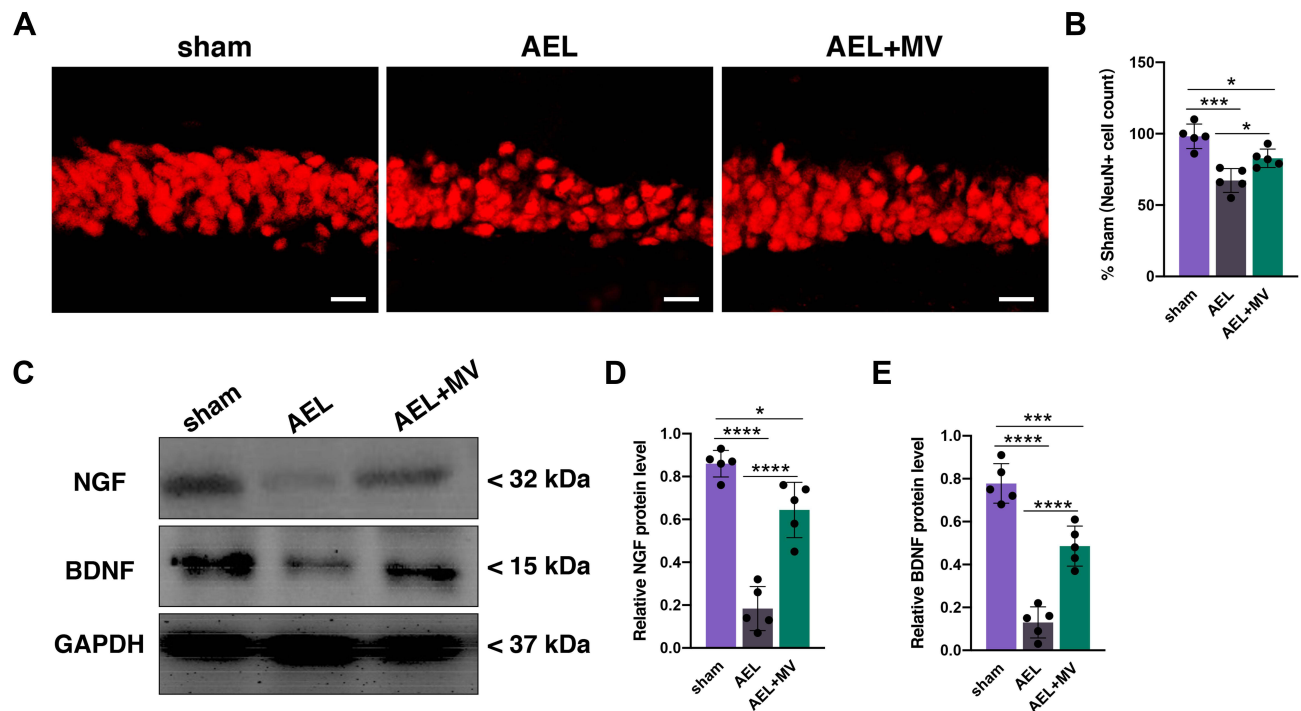 A
sham
AEL
AEL+MV
B
150
100
50
0
% Sham (NeuN+ cell count)
*
***
*
sham
AEL
AEL+MV
C
sham
AEL
AEL+MV
NGF
< 32 kDa
BDNF
< 15 kDa
GAPDH
< 37 kDa
D
1.0
0.8
0.6
0.4
0.2
0.0
Relative NGF protein level
*
****
****
sham
AEL
AEL+MV
E
1.0
0.8
0.6
0.4
0.2
0.0
Relative BDNF protein level
***
****
****
sham
AEL
AEL+MV